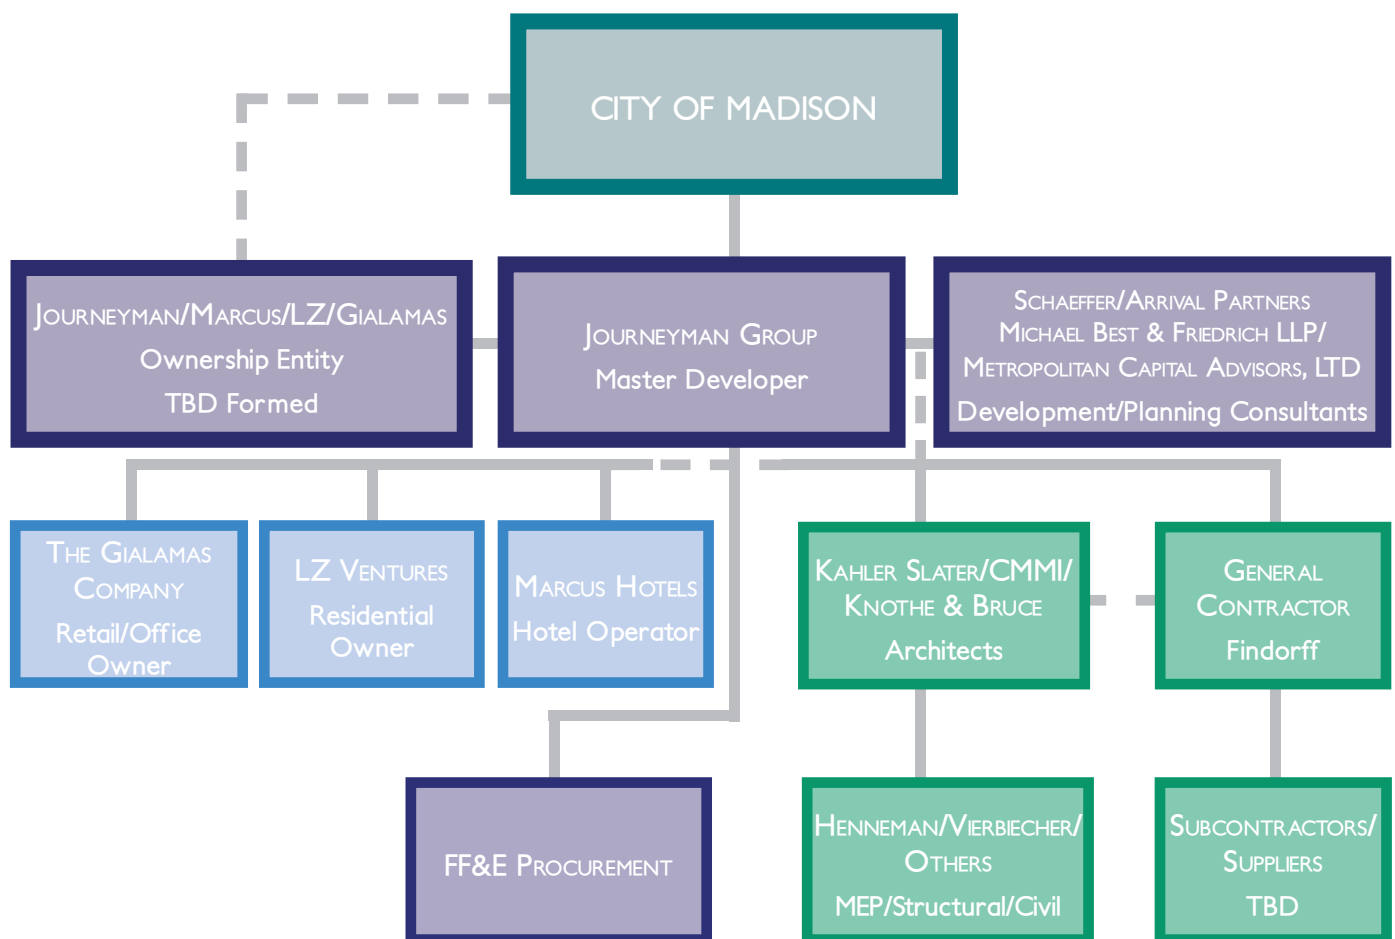 CITY OF MADISON
JOURNEYMAN/MARCUS/LZ/GIALAMAS
Ownership Entity
TBD Formed
JOURNEYMAN GROUP
Master Developer
SCHAEFFER/ARRIVAL PARTNERS
MICHAEL BEST & FRIEDRICH LLP/
METROPOLITAN CAPITAL ADVISORS, LTD
Development/Planning Consultants
THE GIALAMAS
COMPANY
Retail/Office
Owner
LZ VENTURES
Residential
Owner
MARCUS HOTELS
Hotel Operator
KAHLER SLATER/CMMI/
KNOTHE & BRUCE
Architects
GENERAL
CONTRACTOR
Findorff
FF&E PROCUREMENT
HENNEMAN/VIERBIECHER/
OTHERS
MEP/Structural/Civil
SUBCONTRACTORS/
SUPPLIERS
TBD